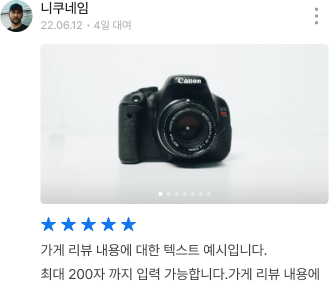 니쿠네임
22.06.12 • 4일 대여
Canon
가게 리뷰 내용에 대한 텍스트 예시입니다.
최대 200자 까지 입력 가능합니다.가게 리뷰 내용에